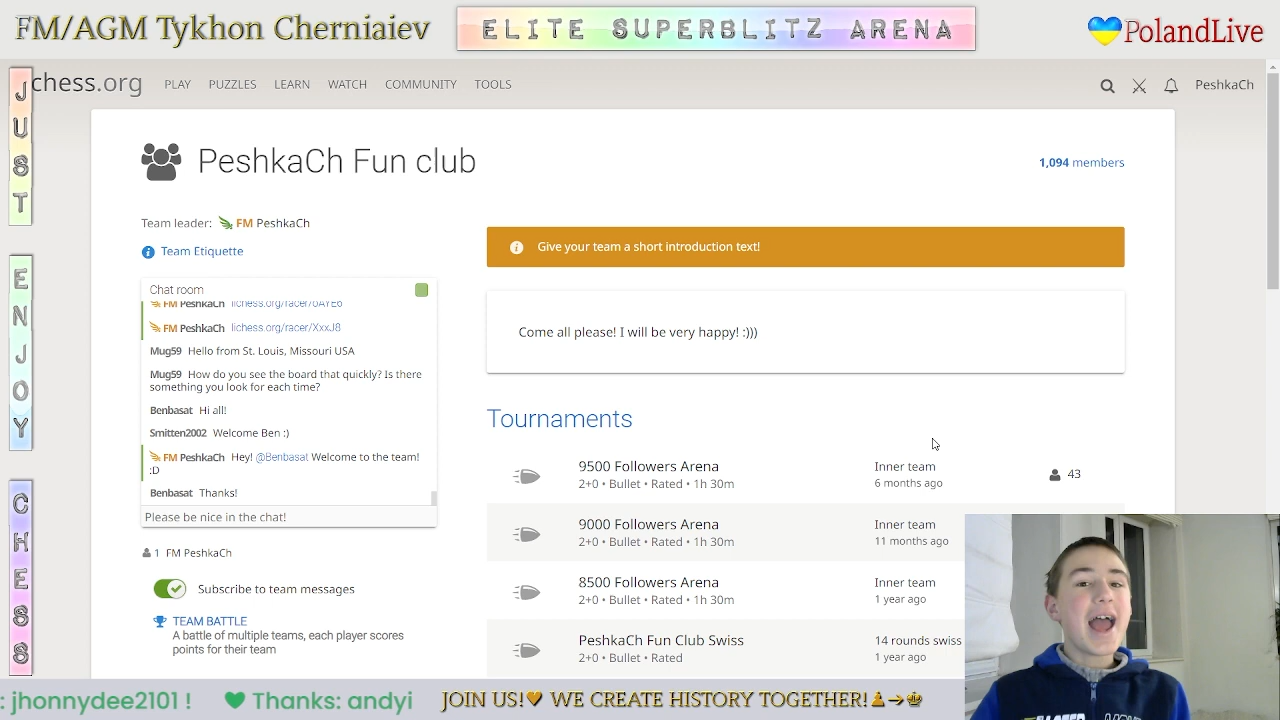 FM/AGM Tykhon Cherniaiev
ELITE SUPERBLITZ ARENA
PolandLive
JUST
ENJOY
CHESS
chess.org
PLAY
PUZZLES
LEARN
WATCH
COMMUNITY
TOOLS
PeshkaCh
PeshkaCh Fun club
1,094 members
Team leader: FM PeshkaCh
Team Etiquette
Give your team a short introduction text!
Chat room
FM PeshkaCh lichess.org/racer/oAYE6
FM PeshkaCh lichess.org/racer/XxxJ8
Mug59 Hello from St. Louis, Missouri USA
Mug59 How do you see the board that quickly? Is there
something you look for each time?
Benbasat Hi all!
Smitten2002 Welcome Ben :)
FM PeshkaCh Hey! @Benbasat Welcome to the team!
:D
Benbasat Thanks!
Please be nice in the chat!
1 FM PeshkaCh
Subscribe to team messages
TEAM BATTLE
A battle of multiple teams, each player scores
points for their team
Come all please! I will be very happy! :)))
Tournaments
9500 Followers Arena
2+0 • Bullet • Rated • 1h 30m
Inner team
6 months ago
43
9000 Followers Arena
2+0 • Bullet • Rated • 1h 30m
Inner team
11 months ago
8500 Followers Arena
2+0 • Bullet • Rated • 1h 30m
Inner team
1 year ago
PeshkaCh Fun Club Swiss
2+0 • Bullet • Rated
14 rounds swiss
1 year ago
: jhonnydee2101 !
Thanks: andyi
JOIN US! WE CREATE HISTORY TOGETHER!